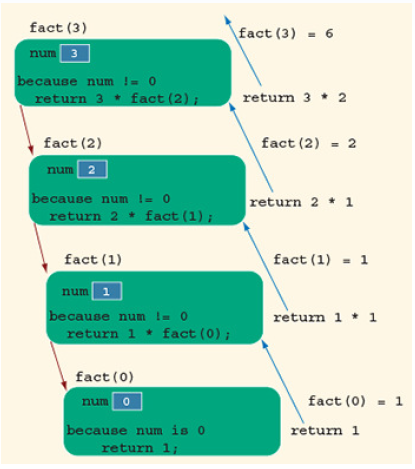 fact(3)
fact(3) = 6
num 3
because num != 0
return 3 * fact(2);
return 3 * 2
fact(2)
fact(2) = 2
num 2
because num != 0
return 2 * fact(1);
return 2 * 1
fact(1)
fact(1) = 1
num 1
because num != 0
return 1 * fact(0);
return 1 * 1
fact(0)
num 0
fact(0) = 1
because num is 0
return 1;
return 1